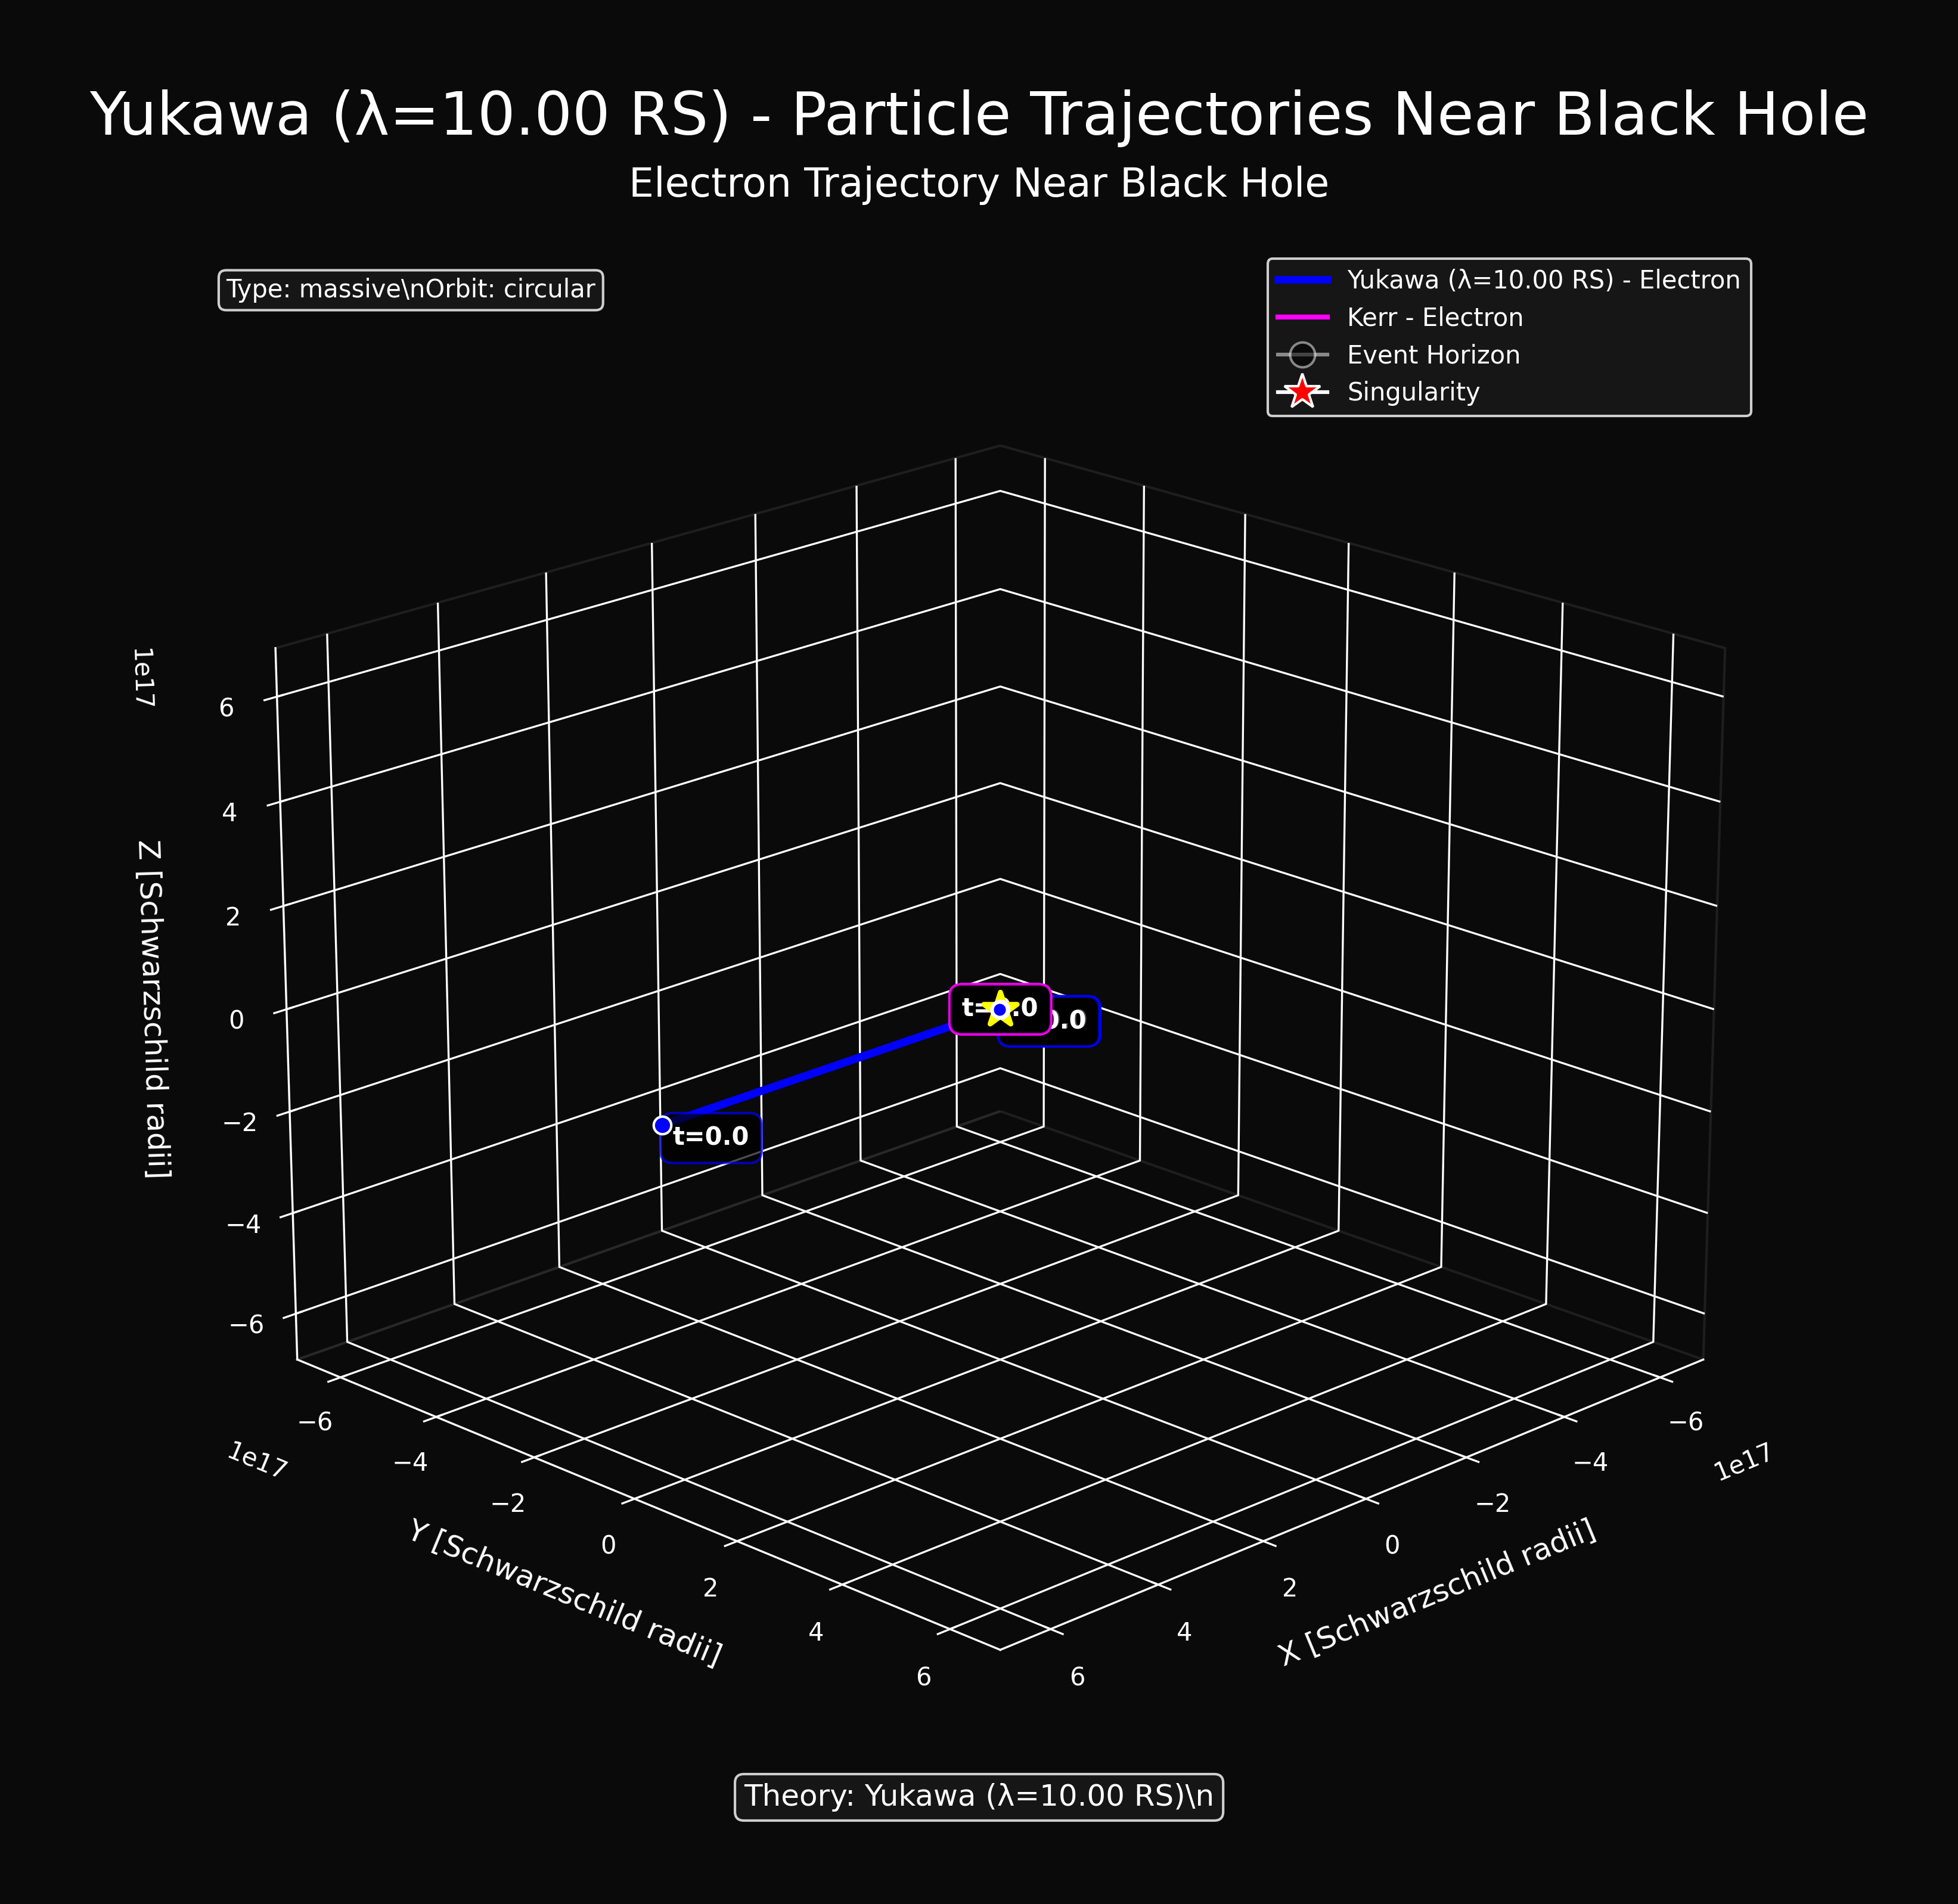 Yukawa (λ=10.00 RS) - Particle Trajectories Near Black Hole
Electron Trajectory Near Black Hole
Type: massive\nOrbit: circular
Yukawa (λ=10.00 RS) - Electron
Kerr - Electron
Event Horizon
Singularity
1e17
6
4
2
0
−2
−4
−6
Z [Schwarzschild radii]
t=0.0
−6
−4
−2
0
2
4
6
1e17
Y [Schwarzschild radii]
−6
−4
−2
0
2
4
6
1e17
X [Schwarzschild radii]
Theory: Yukawa (λ=10.00 RS)\n